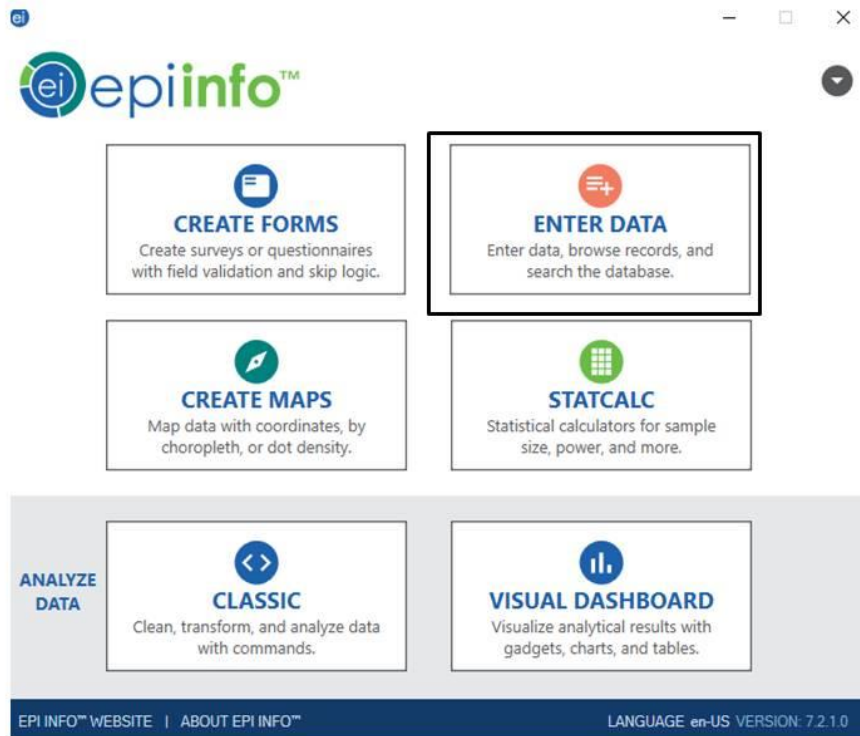 ei
ei epiinfo™
CREATE FORMS
Create surveys or questionnaires
with field validation and skip logic.
ENTER DATA
Enter data, browse records, and
search the database.
CREATE MAPS
Map data with coordinates, by
choropleth, or dot density.
STATCALC
Statistical calculators for sample
size, power, and more.
ANALYZE
DATA
CLASSIC
Clean, transform, and analyze data
with commands.
VISUAL DASHBOARD
Visualize analytical results with
gadgets, charts, and tables.
EPI INFO™ WEBSITE | ABOUT EPI INFO™ LANGUAGE en-US VERSION: 7.2.1.0